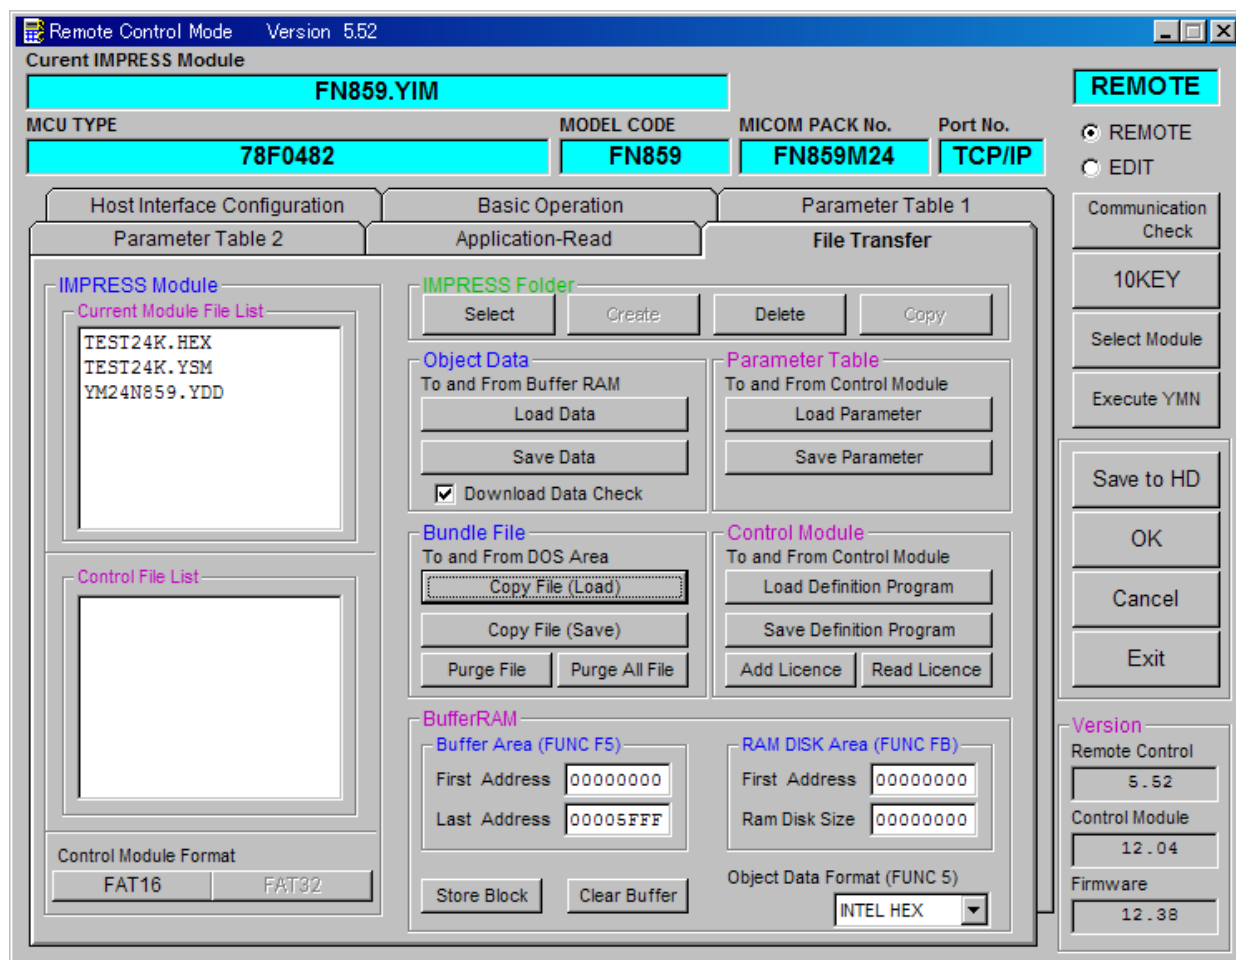 Remote Control Mode Version 5.52
Curent IMPRESS Module
FN859.YIM
REMOTE
MCU TYPE
MODEL CODE
MICOM PACK No.
Port No.
78F0482
FN859
FN859M24
TCP/IP
REMOTE
EDIT
Host Interface Configuration
Basic Operation
Parameter Table 1
Parameter Table 2
Application-Read
File Transfer
IMPRESS Module
Current Module File List
TEST24K.HEX
TEST24K.YSM
YM24N859.YDD
Control File List
Control Module Format
FAT16
FAT32
IMPRESS Folder
Select
Create
Delete
Copy
Object Data
To and From Buffer RAM
Load Data
Save Data
Download Data Check
Parameter Table
To and From Control Module
Load Parameter
Save Parameter
Bundle File
To and From DOS Area
Copy File (Load)
Copy File (Save)
Purge File
Purge All File
Control Module
To and From Control Module
Load Definition Program
Save Definition Program
Add Licence
Read Licence
BufferRAM
Buffer Area (FUNC F5)
First Address 00000000
Last Address 00005FFF
RAM DISK Area (FUNC FB)
First Address 00000000
Ram Disk Size 00000000
Store Block
Clear Buffer
Object Data Format (FUNC 5)
INTEL HEX
Communication
Check
10KEY
Select Module
Execute YMN
Save to HD
OK
Cancel
Exit
Version
Remote Control
5.52
Control Module
12.04
Firmware
12.38